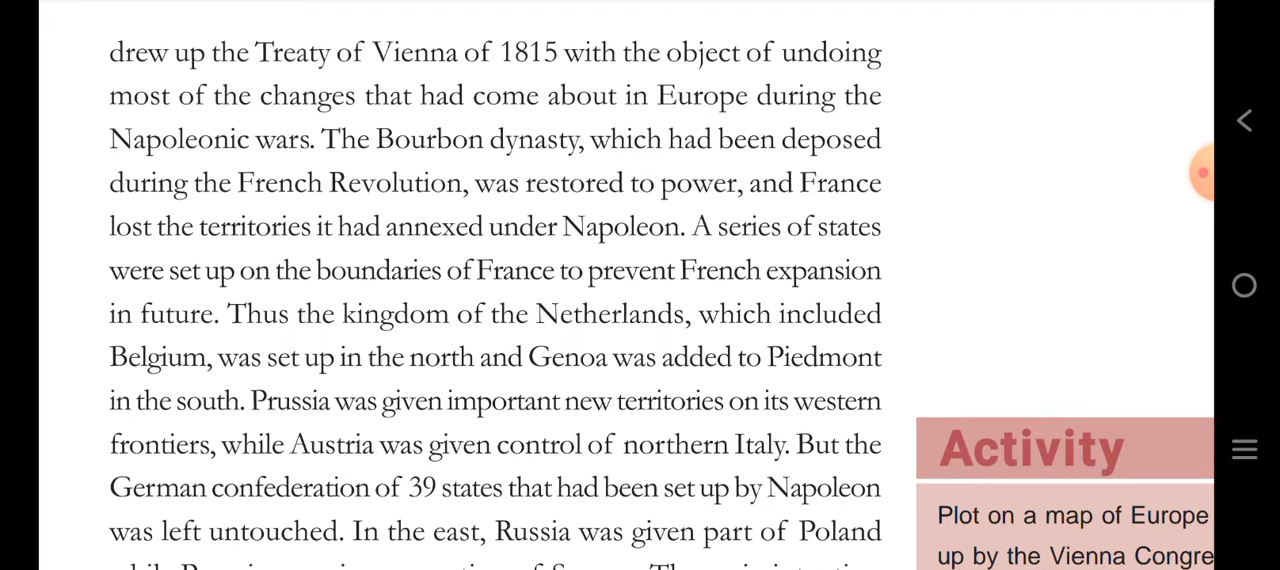 drew up the Treaty of Vienna of 1815 with the object of undoing
most of the changes that had come about in Europe during the
Napoleonic wars. The Bourbon dynasty, which had been deposed
during the French Revolution, was restored to power, and France
lost the territories it had annexed under Napoleon. A series of states
were set up on the boundaries of France to prevent French expansion
in future. Thus the kingdom of the Netherlands, which included
Belgium, was set up in the north and Genoa was added to Piedmont
in the south. Prussia was given important new territories on its western
frontiers, while Austria was given control of northern Italy. But the
German confederation of 39 states that had been set up by Napoleon
was left untouched. In the east, Russia was given part of Poland
Activity
Plot on a map of Europe
up by the Vienna Congre